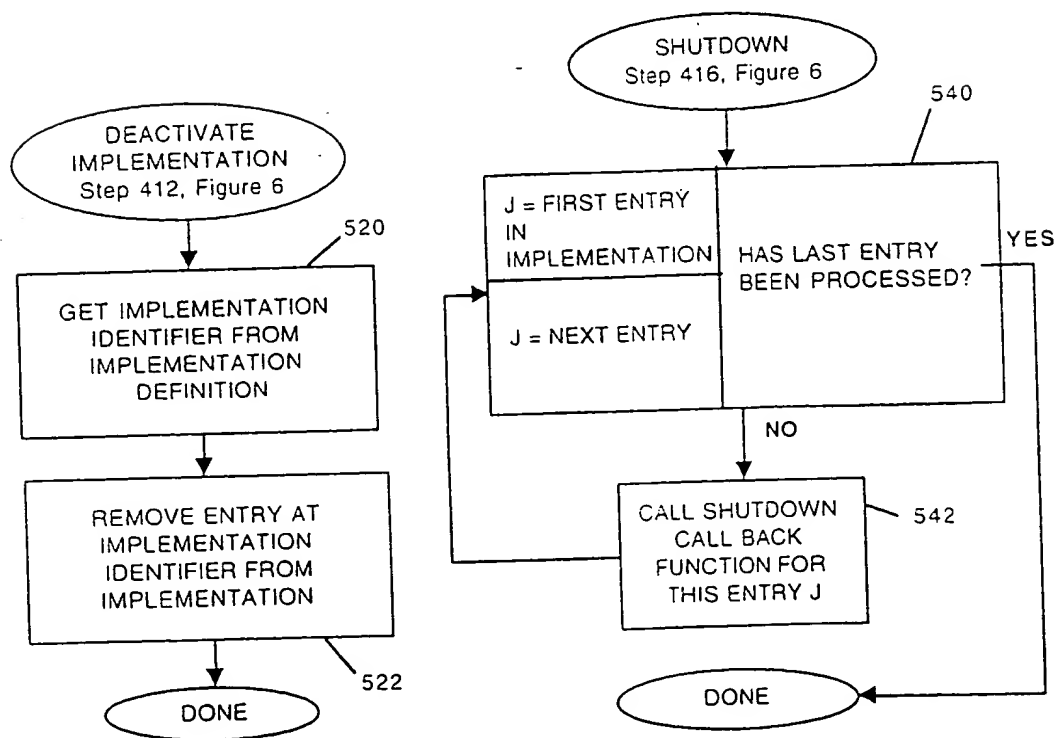 DEACTIVATE
IMPLEMENTATION
Step 412, Figure 6
520
GET IMPLEMENTATION
IDENTIFIER FROM
IMPLEMENTATION
DEFINITION
REMOVE ENTRY AT
IMPLEMENTATION
IDENTIFIER FROM
IMPLEMENTATION
522
DONE
SHUTDOWN
Step 416, Figure 6
540
J = FIRST ENTRY
IN
IMPLEMENTATION
J = NEXT ENTRY
HAS LAST ENTRY
BEEN PROCESSED?
YES
NO
CALL SHUTDOWN
CALL BACK
FUNCTION FOR
THIS ENTRY J
542
DONE